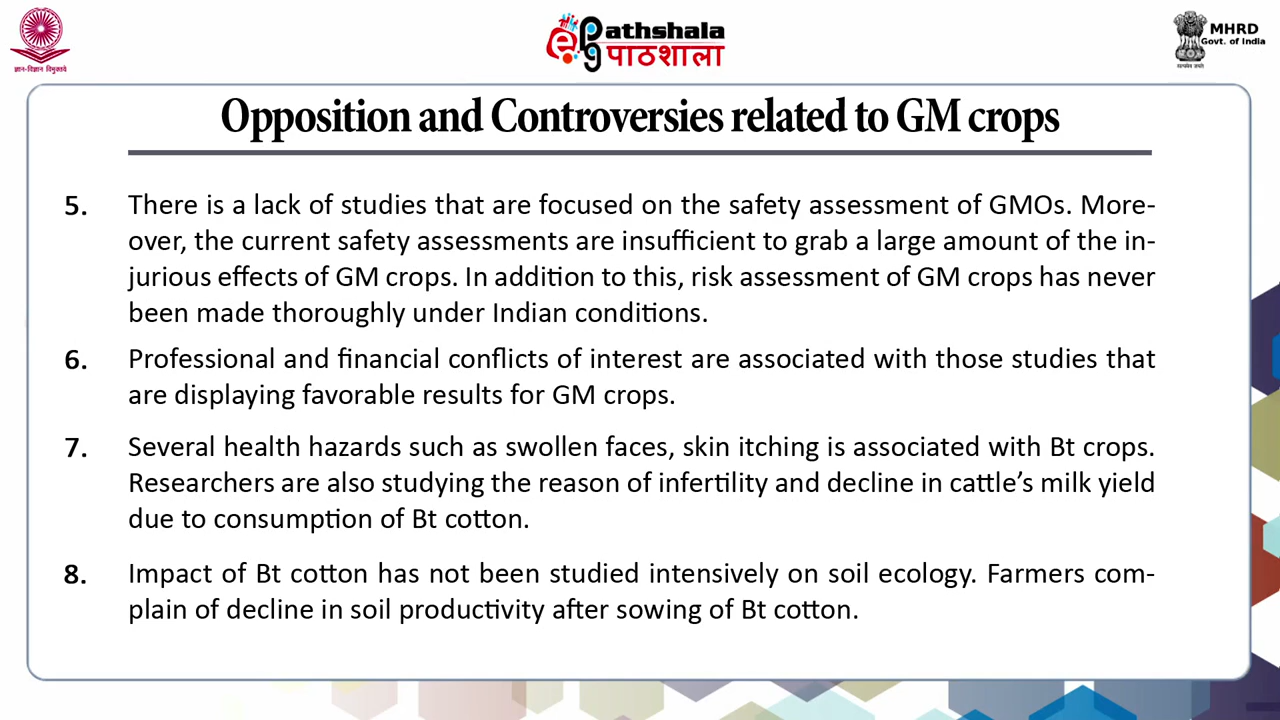 ज्ञान-विज्ञान विमुक्तये
epg Pathshala
पाठशाला
MHRD
Govt. of India
सत्यमेव जयते
Opposition and Controversies related to GM crops
5. There is a lack of studies that are focused on the safety assessment of GMOs. More-
over, the current safety assessments are insufficient to grab a large amount of the in-
jurious effects of GM crops. In addition to this, risk assessment of GM crops has never
been made thoroughly under Indian conditions.
6. Professional and financial conflicts of interest are associated with those studies that
are displaying favorable results for GM crops.
7. Several health hazards such as swollen faces, skin itching is associated with Bt crops.
Researchers are also studying the reason of infertility and decline in cattle’s milk yield
due to consumption of Bt cotton.
8. Impact of Bt cotton has not been studied intensively on soil ecology. Farmers com-
plain of decline in soil productivity after sowing of Bt cotton.